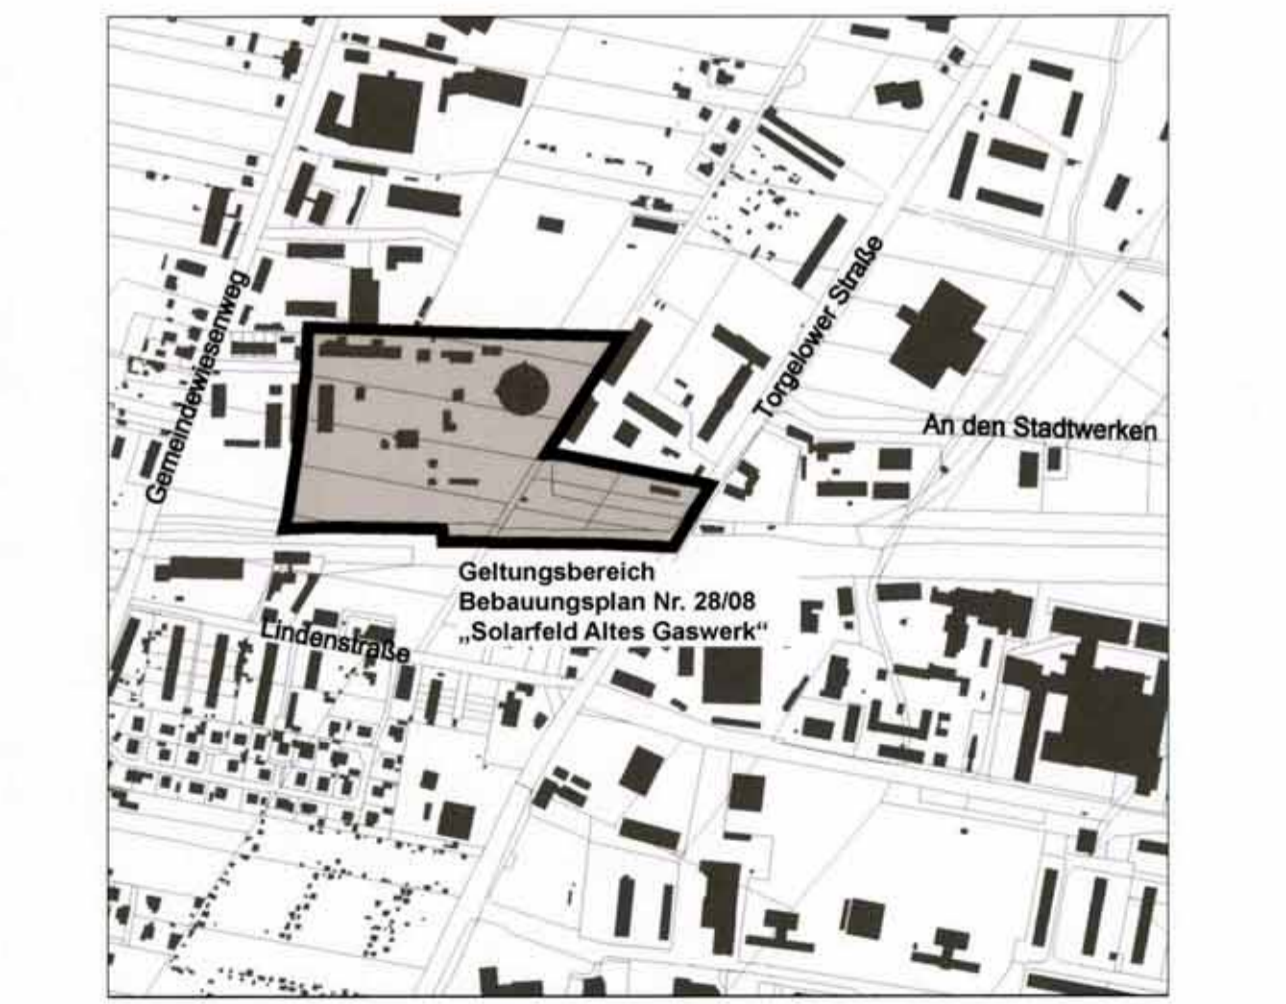 Gemeindewiesenweg
Torgelower Straße
An den Stadtwerken
Geltungsbereich
Bebauungsplan Nr. 28/08
„Solarfeld Altes Gaswerk“
Lindenstraße